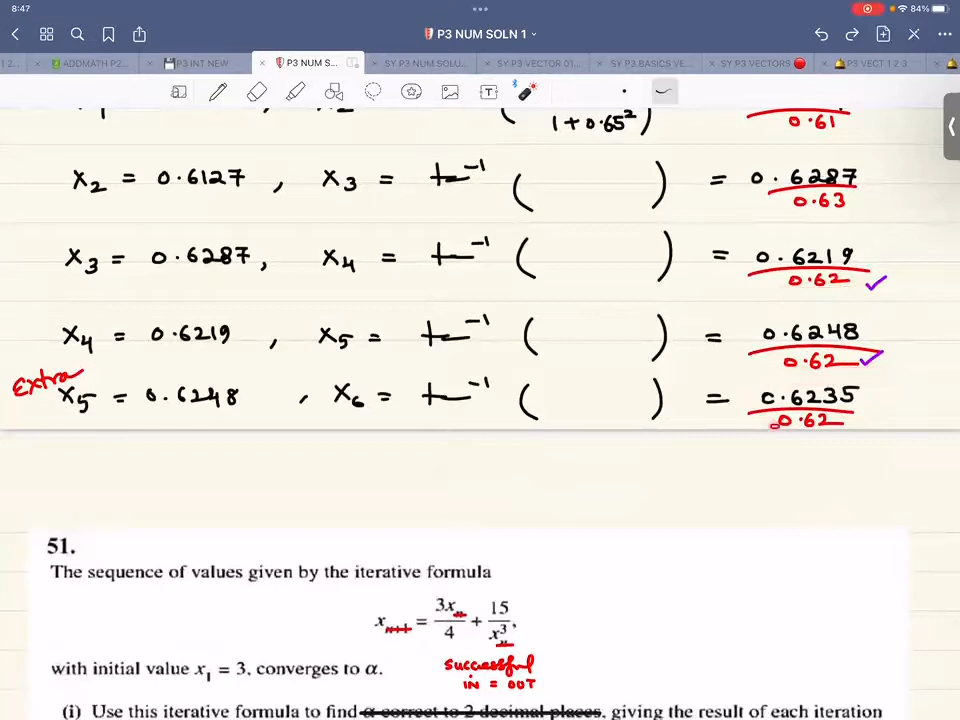 8:47
84%
P3 NUM SOLN 1
ADDMATH P2...
P3 INT NEW
P3 NUM S...
SY P3 NUM SOLU...
SY P3 VECTOR 01...
SY P3 BASICS VE...
SY P3 VECTORS
P3 VECT 1 2 3
( 1 + 0.65² )
0.61
x₂ = 0.6127 , x₃ = t⁻¹ ( ) = 0.6287
0.63
x₃ = 0.6287, x₄ = t⁻¹ ( ) = 0.6219
0.62 ✓
x₄ = 0.6219 , x₅ = t⁻¹ ( ) = 0.6248
0.62 ✓
Extra
x₅ = 0.6248 , x₆ = t⁻¹ ( ) = 0.6235
0.62
51.
The sequence of values given by the iterative formula
xₙ₊₁ = 3xₙ/4 + 15/xₙ³,
with initial value x₁ = 3, converges to α.
successful
IN = OUT
(i) Use this iterative formula to find α correct to 2 decimal places, giving the result of each iteration